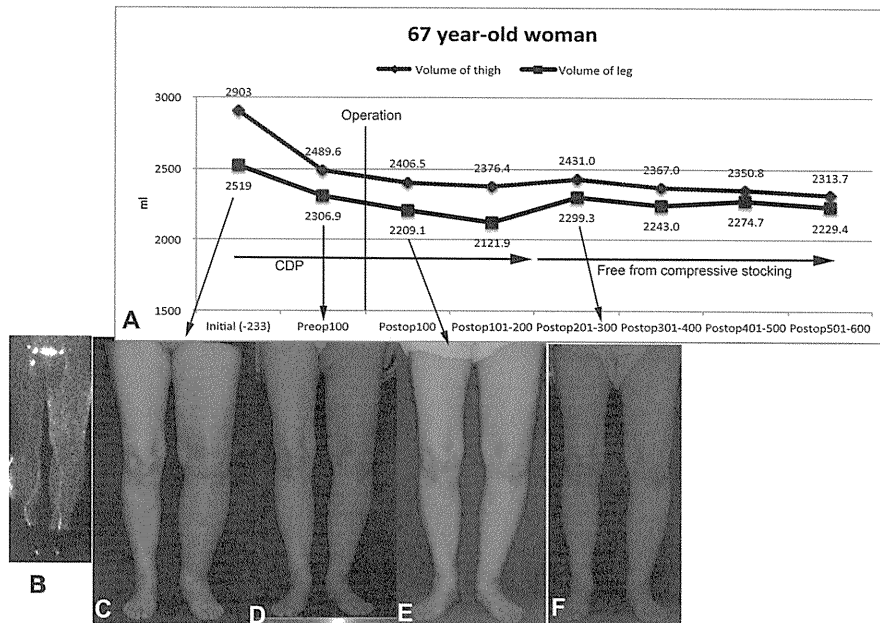 67 year-old woman
Volume of thigh Volume of leg
3000
2500
2000
1500
ml
2903
2519
2489.6
2306.9
Operation
2406.5
2209.1
2376.4
2121.9
2431.0
2299.3
2367.0
2243.0
2350.8
2274.7
2313.7
2229.4
CDP
Free from compressive stocking
Initial (-233) Preop100 Postop100 Postop101-200 Postop201-300 Postop301-400 Postop401-500 Postop501-600
A
B
C
D
E
F